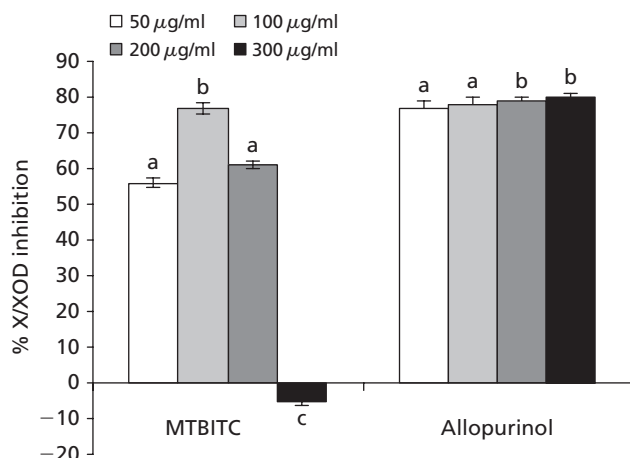 50 µg/ml 100 µg/ml
200 µg/ml 300 µg/ml
% X/XOD inhibition
90
80
70
60
50
40
30
20
10
0
−10
−20
a b a c
a a b b
MTBITC Allopurinol